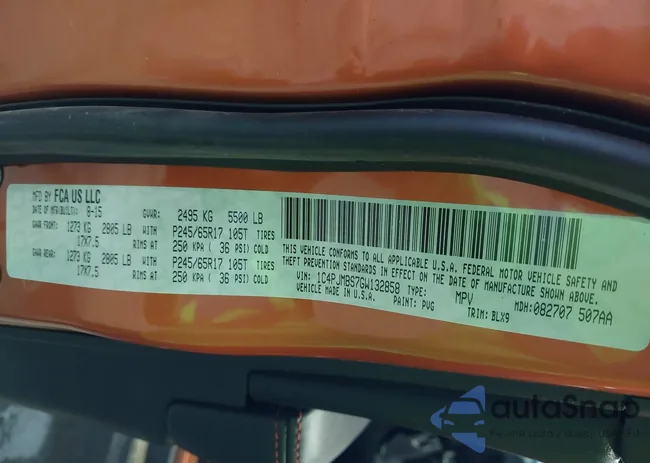 MFD BY FCA US LLC
DATE OF MFR(BUILT): 8-15 GVWR: 2495 KG 5500 LB
GWAR FRONT: 1273 KG 2805 LB P245/65R17 105T TIRES
17X7.5 RIMS AT 250 KPA ( 36 PSI) COLD
GWAR REAR: 1273 KG 2805 LB P245/65R17 105T TIRES
17X7.5 RIMS AT 250 KPA ( 36 PSI) COLD
THIS VEHICLE CONFORMS TO ALL APPLICABLE U.S.A. FEDERAL MOTOR VEHICLE SAFETY AND
THEFT PREVENTION STANDARDS IN EFFECT ON THE DATE OF MANUFACTURE SHOWN ABOVE.
VIN: 1C4PJMBS7GW132858 TYPE: MPV MDH:082707 507AA
VEHICLE MADE IN U.S.A. PAINT: PVG TRIM: BLX9
autoSnap